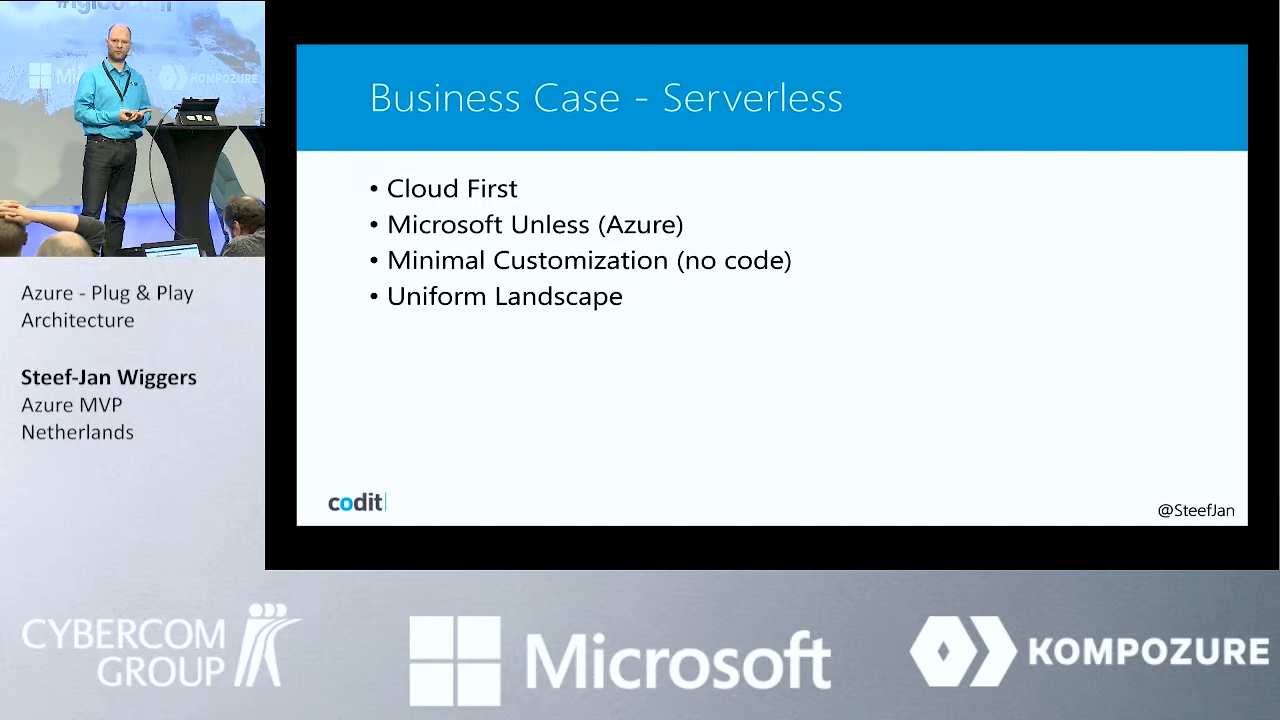 KOMPOZURE
Business Case - Serverless
• Cloud First
• Microsoft Unless (Azure)
• Minimal Customization (no code)
• Uniform Landscape
codit
@SteefJan
Azure - Plug & Play
Architecture
Steef-Jan Wiggers
Azure MVP
Netherlands
CYBERCOM
GROUP
Microsoft
KOMPOZURE